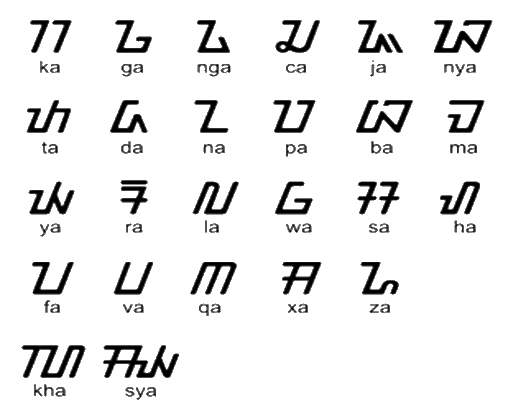 ᮊ ᮌ ᮍ ᮎ ᮏ ᮑ
ka ga nga ca ja nya
ᮒ ᮓ ᮔ ᮕ ᮘ ᮙ
ta da na pa ba ma
ᮚ ᮛ ᮜ ᮝ ᮞ ᮠ
ya ra la wa sa ha
ᮖ ᮗ ᮋ ᮟ ᮐ
fa va qa xa za
ᮮ ᮯ
kha sya